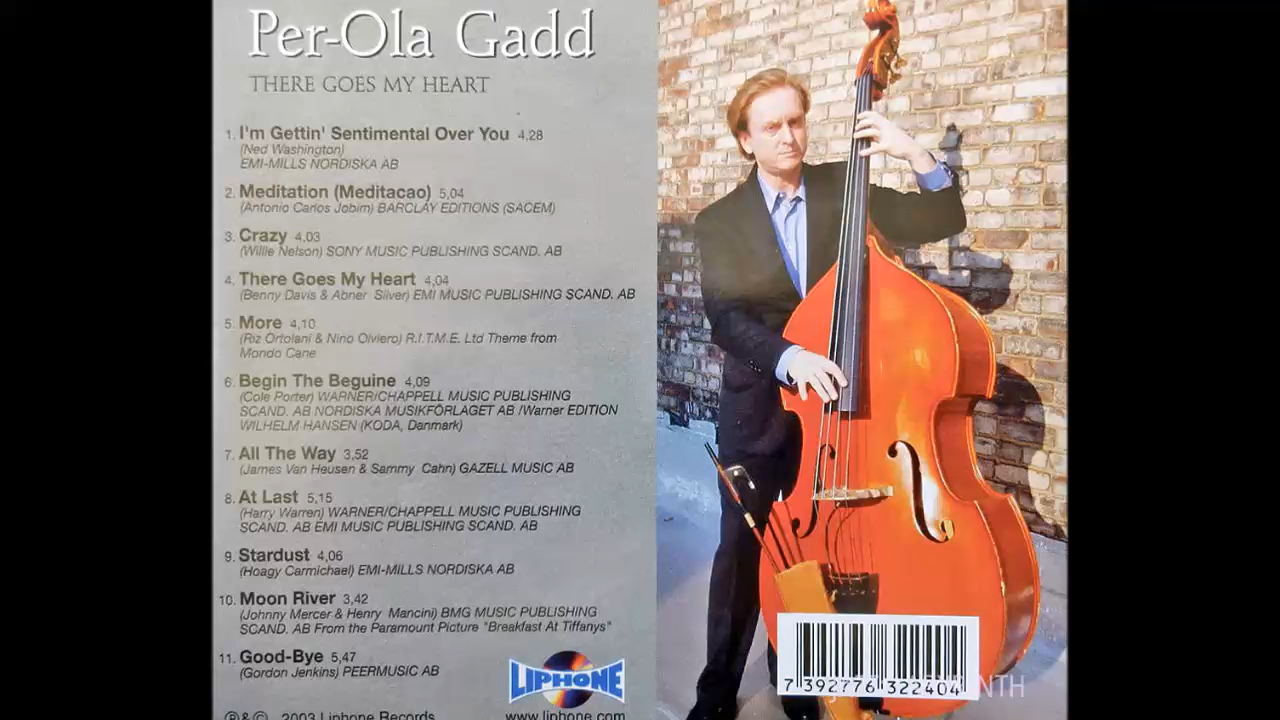 Per-Ola Gadd
THERE GOES MY HEART
1. I'm Gettin' Sentimental Over You 4.28
(Ned Washington)
EMI-MILLS NORDISKA AB
2. Meditation (Meditacao) 5,04
(Antonio Carlos Jobim) BARCLAY EDITIONS (SACEM)
3. Crazy 4,03
(Willie Nelson) SONY MUSIC PUBLISHING SCAND. AB
4. There Goes My Heart 4,04
(Benny Davis & Abner Silver) EMI MUSIC PUBLISHING SCAND. AB
5. More 4,10
(Riz Ortolani & Nino Olviero) R.I.T.M.E. Ltd Theme from
Mondo Cane
6. Begin The Beguine 4,09
(Cole Porter) WARNER/CHAPPELL MUSIC PUBLISHING
SCAND. AB NORDISKA MUSIKFÖRLAGET AB /Warner EDITION
WILHELM HANSEN (KODA, Danmark)
7. All The Way 3,52
(James Van Heusen & Sammy Cahn) GAZELL MUSIC AB
8. At Last 5,15
(Harry Warren) WARNER/CHAPPELL MUSIC PUBLISHING
SCAND. AB EMI MUSIC PUBLISHING SCAND. AB
9. Stardust 4,06
(Hoagy Carmichael) EMI-MILLS NORDISKA AB
10. Moon River 3,42
(Johnny Mercer & Henry Mancini) BMG MUSIC PUBLISHING
SCAND. AB From the Paramount Picture "Breakfast At Tiffanys"
11. Good-Bye 5,47
(Gordon Jenkins) PEERMUSIC AB
LIPHONE
℗&© 2003 Liphone Records
www.liphone.com
7 392776 322404